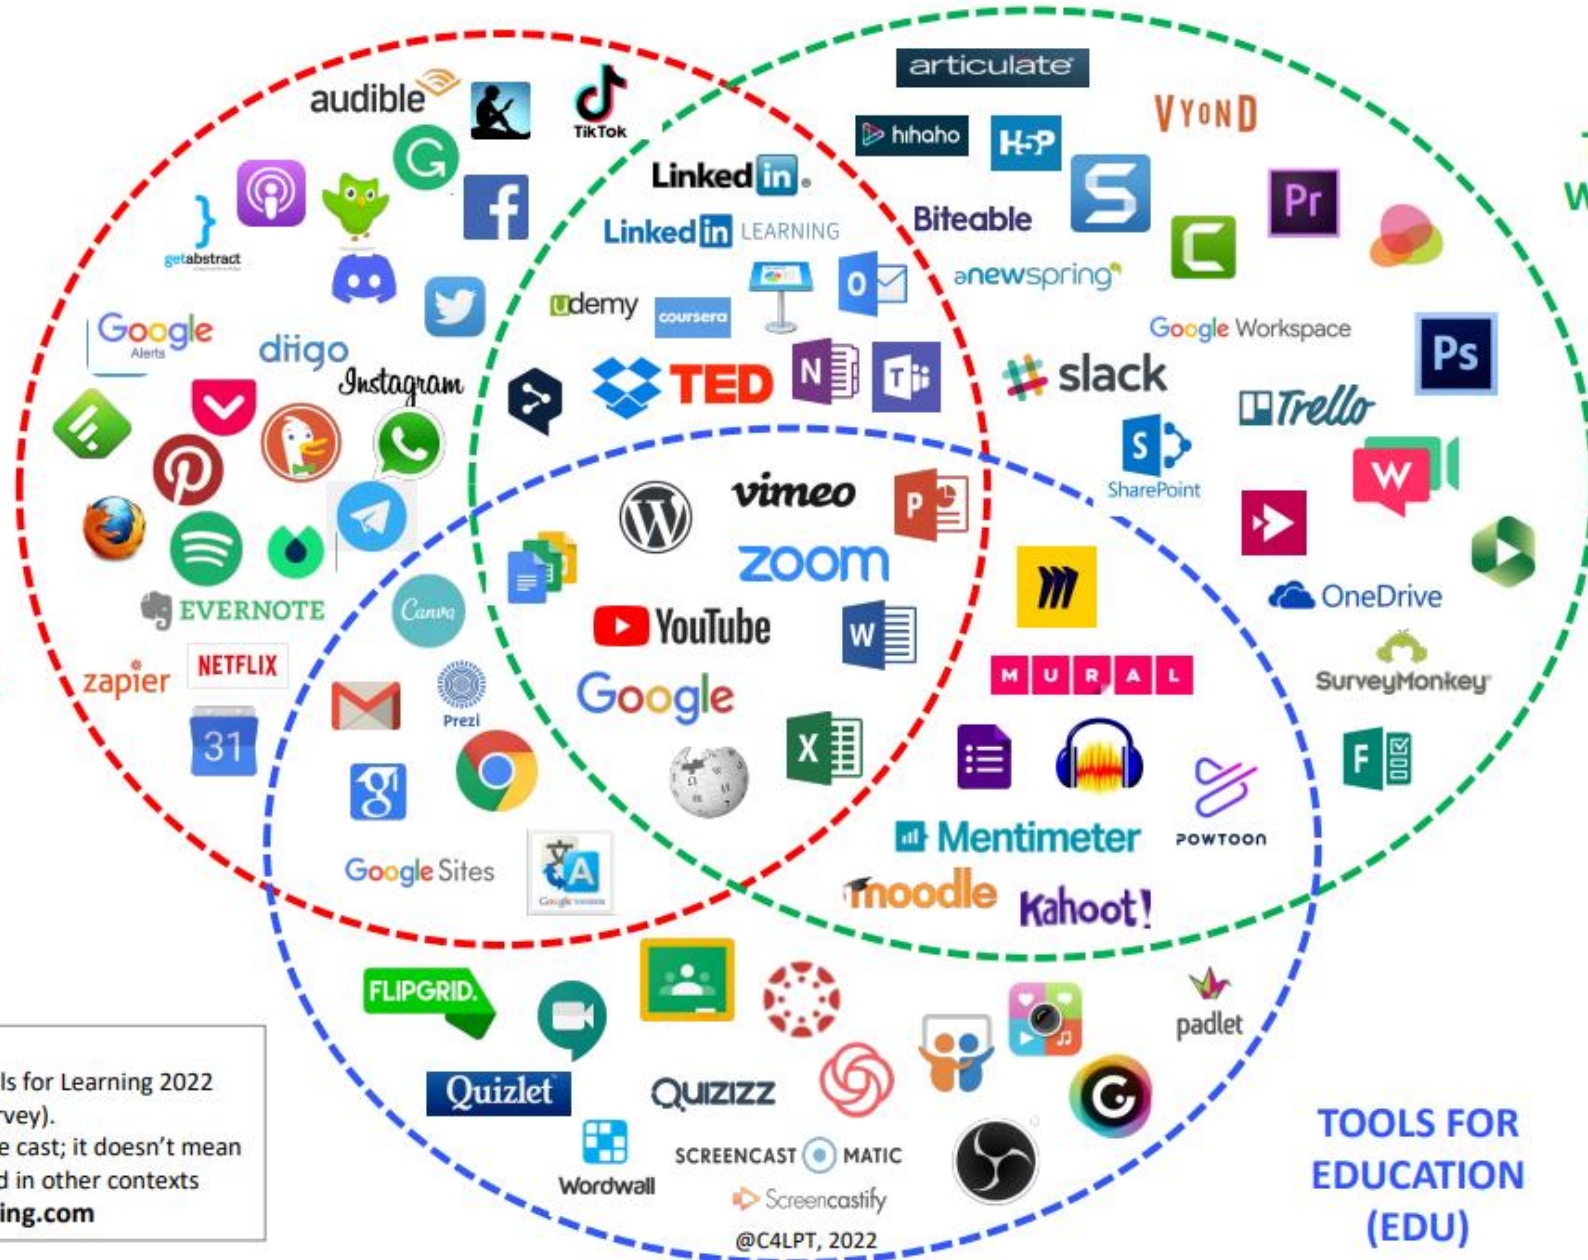 articulate
audible
TikTok
VYOND
hihaho
H5P
W
LinkedIn
G
S
Pr
f
Biteable
LinkedIn LEARNING
C
getabstract
anewspring
O
udemy
coursera
Google Workspace
Google
Alerts
diigo
Ps
slack
Instagram
TED
N
T
Trello
S
SharePoint
vimeo
P
W
W
zoom
Canva
EVERNOTE
OneDrive
YouTube
W
NETFLIX
zapier
MURAL
SurveyMonkey
Google
Prezi
31
X
F
g
POWTOON
Mentimeter
Google Sites
A
moodle
Kahoot!
FLIPGRID.
padlet
Quizlet
QUIZIZZ
G
ls for Learning 2022
rvey).
e cast; it doesn't mean
d in other contexts
ing.com
TOOLS FOR
EDUCATION
(EDU)
SCREENCAST MATIC
Wordwall
Screencastify
@C4LPT, 2022